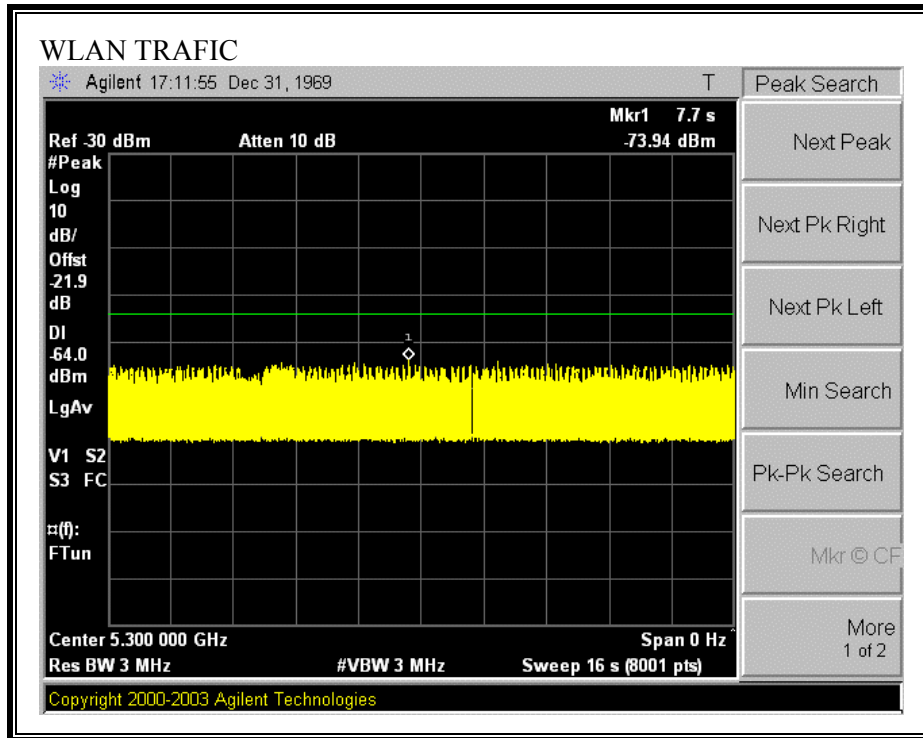 WLAN TRAFIC
Agilent 17:11:55 Dec 31, 1969 T
Peak Search
Mkr1 7.7 s
Ref -30 dBm Atten 10 dB -73.94 dBm
#Peak
Log
10
dB/
Offst
-21.9
dB
DI
-64.0
dBm
LgAv
V1 S2
S3 FC
¤(f):
FTun
1
Center 5.300 000 GHz Span 0 Hz^
Res BW 3 MHz #VBW 3 MHz Sweep 16 s (8001 pts)
Copyright 2000-2003 Agilent Technologies
Next Peak
Next Pk Right
Next Pk Left
Min Search
Pk-Pk Search
Mkr © CF
More
1 of 2